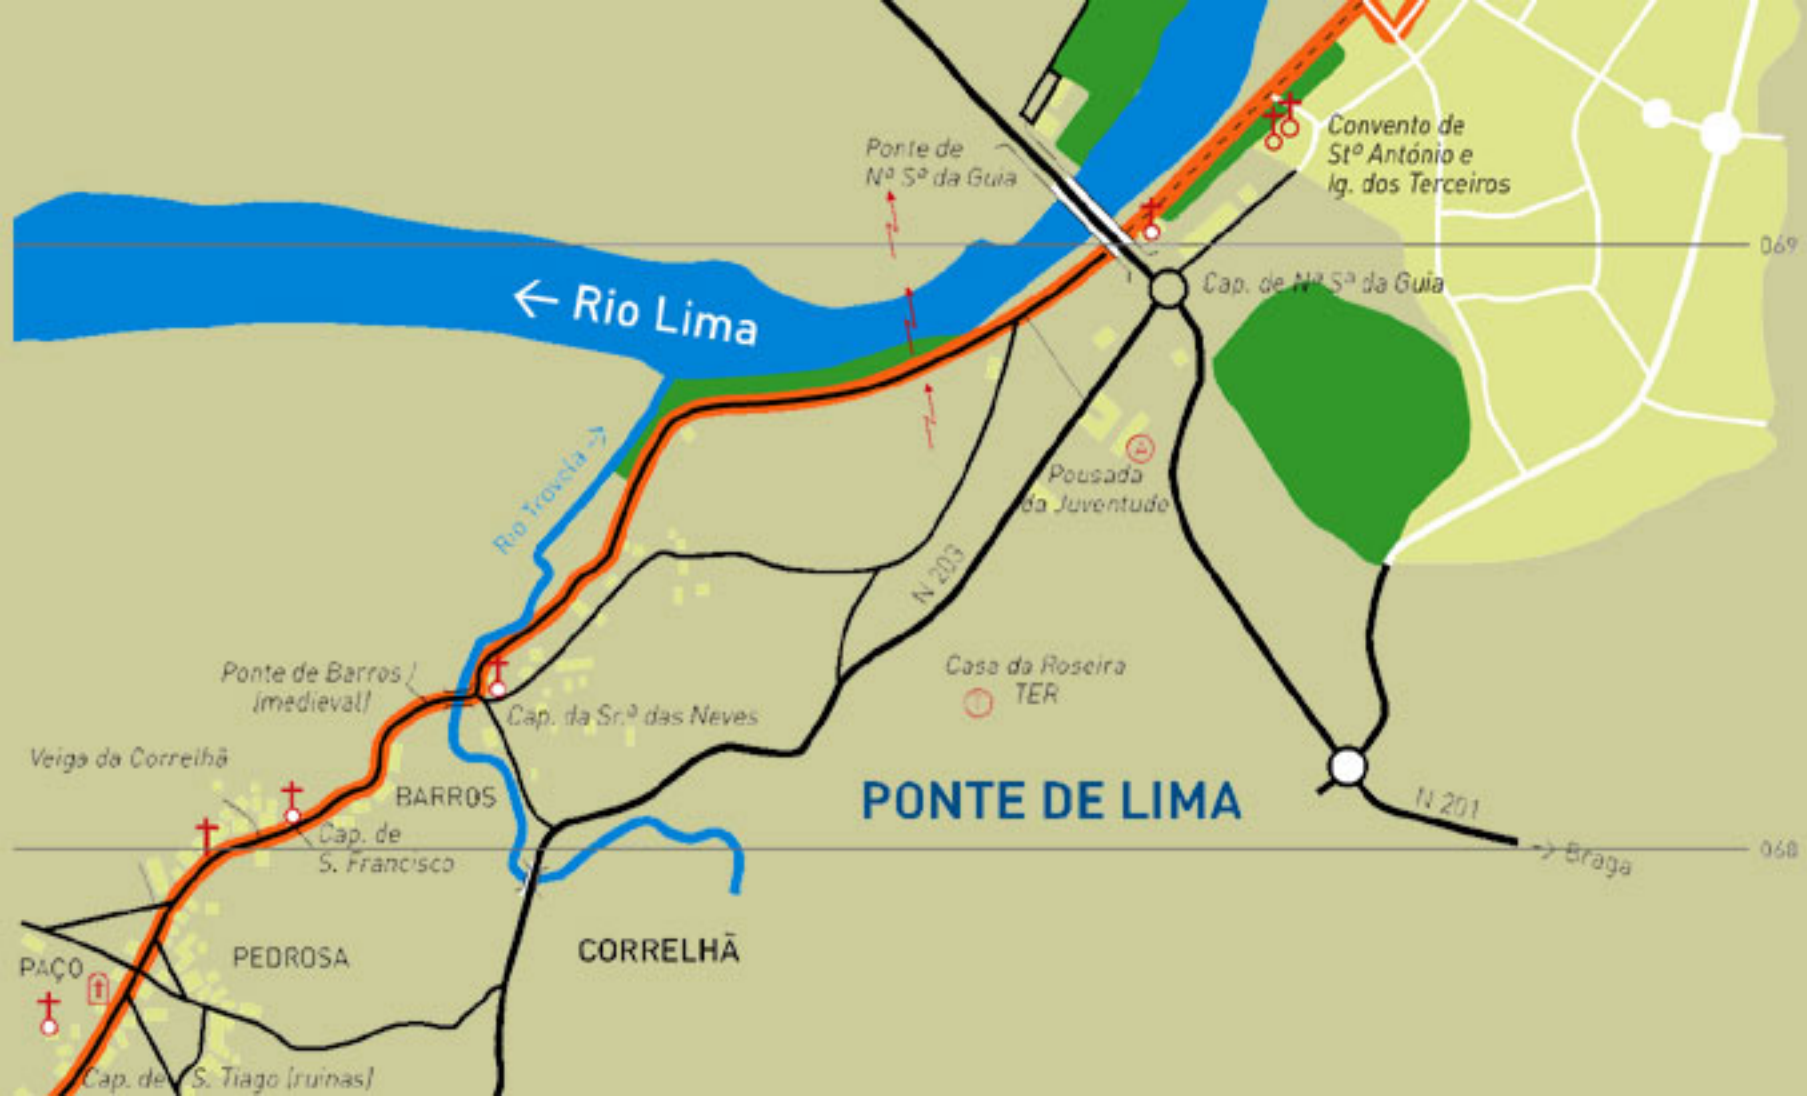 Convento de
Stº António e
Ig. dos Terceiros
Ponte de
Nª Sª da Guia
069
Cap. de Nª Sª da Guia
← Rio Lima
Rio Trovela →
Pousada
da Juventude
N 203
Casa da Roseira
TER
Ponte de Barros
(medieval)
Cap. da Sr.ª das Neves
Veiga da Correlhã
BARROS
PONTE DE LIMA
N 201
Cap. de
S. Francisco
068
→ Braga
PAÇO
PEDROSA
CORRELHÃ
Cap. de S. Tiago (ruinas)